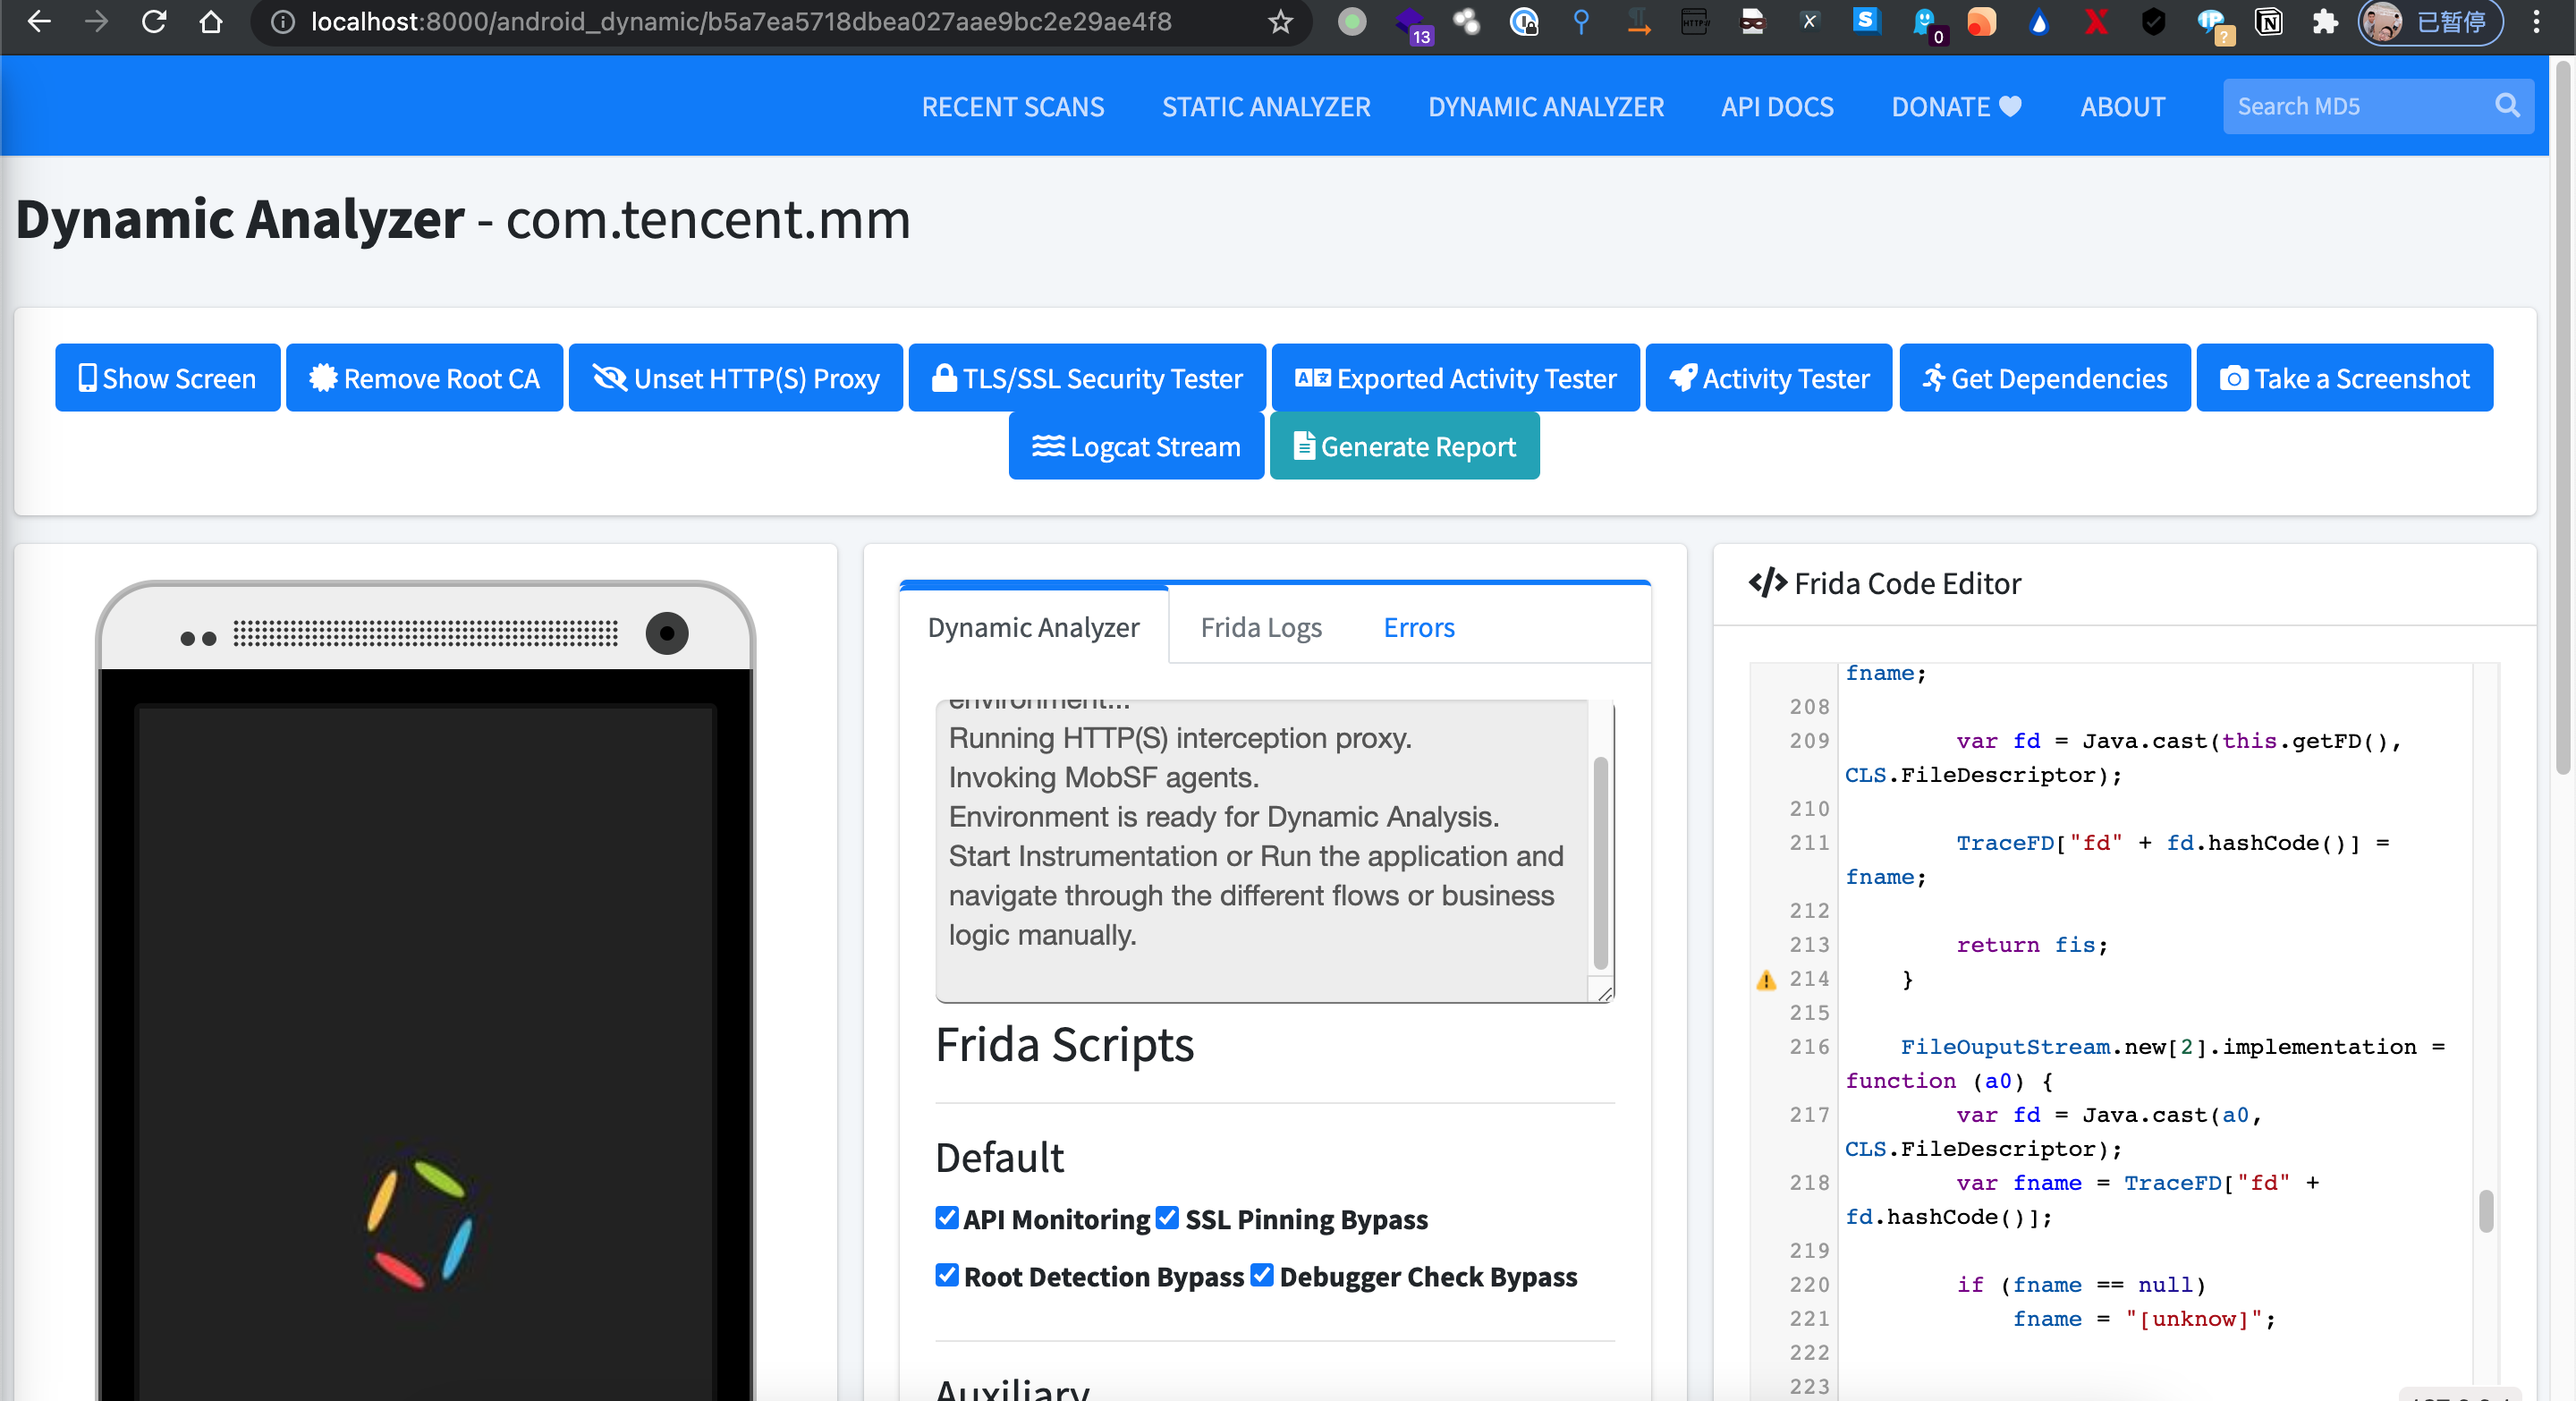 localhost:8000/android_dynamic/b5a7ea5718dbea027aae9bc2e29ae4f8
13
0
?
已暂停
RECENT SCANS
STATIC ANALYZER
DYNAMIC ANALYZER
API DOCS
DONATE
ABOUT
Search MD5
Dynamic Analyzer - com.tencent.mm
Show Screen
Remove Root CA
Unset HTTP(S) Proxy
TLS/SSL Security Tester
Exported Activity Tester
Activity Tester
Get Dependencies
Take a Screenshot
Logcat Stream
Generate Report
Dynamic Analyzer
Frida Logs
Errors
environment...
Running HTTP(S) interception proxy.
Invoking MobSF agents.
Environment is ready for Dynamic Analysis.
Start Instrumentation or Run the application and
navigate through the different flows or business
logic manually.
Frida Scripts
Default
API Monitoring SSL Pinning Bypass
Root Detection Bypass Debugger Check Bypass
Auxiliary
</> Frida Code Editor
fname;
208
209 var fd = Java.cast(this.getFD(),
CLS.FileDescriptor);
210
211 TraceFD["fd" + fd.hashCode()] =
fname;
212
213 return fis;
214 }
215
216 FileOuputStream.new[2].implementation =
function (a0) {
217 var fd = Java.cast(a0,
CLS.FileDescriptor);
218 var fname = TraceFD["fd" +
fd.hashCode()];
219
220 if (fname == null)
221 fname = "[unknow]";
222
223